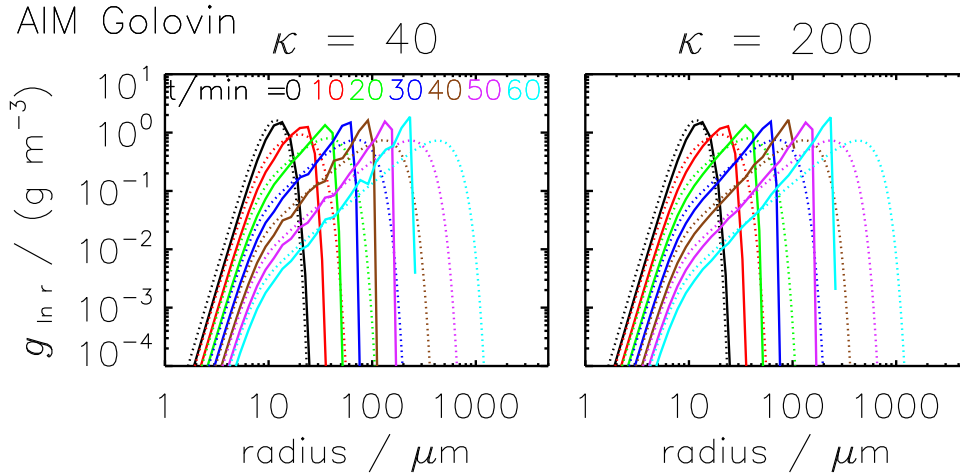 AIM Golovin
κ = 40
κ = 200
t/min =0 10 20 30 40 50 60
g ln r / (g m⁻³)
10¹
10⁰
10⁻¹
10⁻²
10⁻³
10⁻⁴
1 10 100 1000
1 10 100 1000
radius / μm
radius / μm